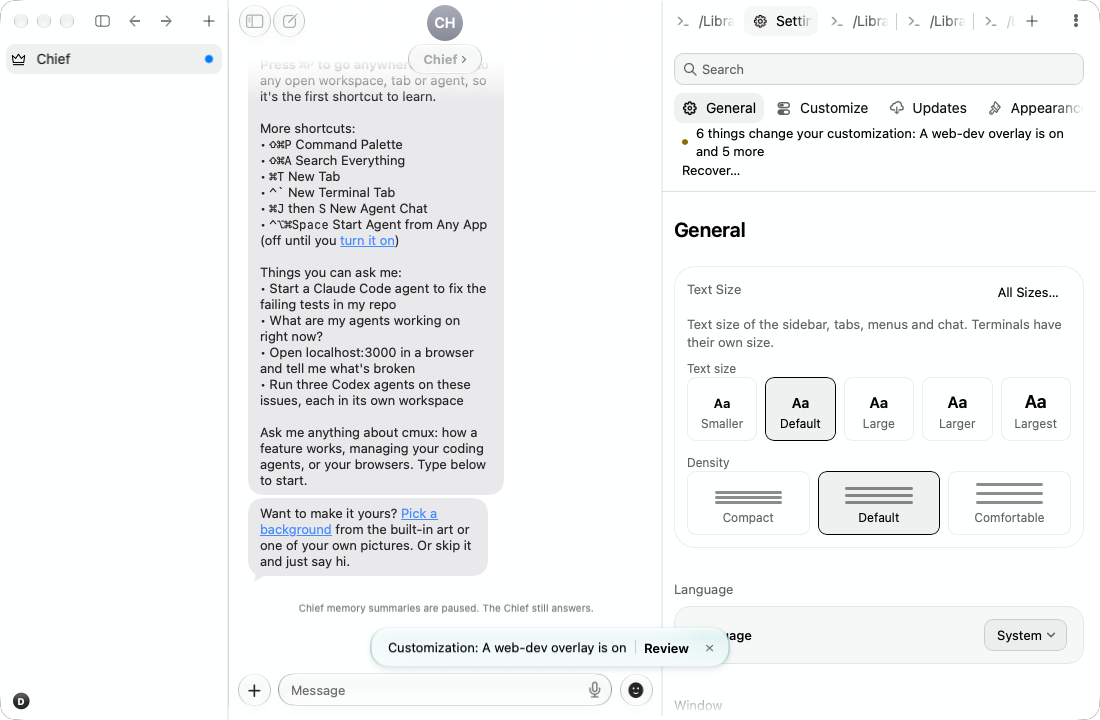 Chief
D
CH
Chief
Press ⌘P to go anywhere
any open workspace, tab or agent, so
it's the first shortcut to learn.
More shortcuts:
• ⇧⌘P Command Palette
• ⇧⌘A Search Everything
• ⌘T New Tab
• ^` New Terminal Tab
• ⌘J then S New Agent Chat
• ^⌥⌘Space Start Agent from Any App
(off until you turn it on)
Things you can ask me:
• Start a Claude Code agent to fix the
failing tests in my repo
• What are my agents working on
right now?
• Open localhost:3000 in a browser
and tell me what's broken
• Run three Codex agents on these
issues, each in its own workspace
Ask me anything about cmux: how a
feature works, managing your coding
agents, or your browsers. Type below
to start.
Want to make it yours? Pick a
background from the built-in art or
one of your own pictures. Or skip it
and just say hi.
Chief memory summaries are paused. The Chief still answers.
Customization: A web-dev overlay is on
Review
Message
/Libra
Settin
/Libra
/Libra
Search
General
Customize
Updates
Appearanc
6 things change your customization: A web-dev overlay is on
and 5 more
Recover...
General
Text Size
All Sizes...
Text size of the sidebar, tabs, menus and chat. Terminals have
their own size.
Text size
Aa Aa Aa Aa Aa
Smaller Default Large Larger Largest
Density
Compact Default Comfortable
Language
System
Window